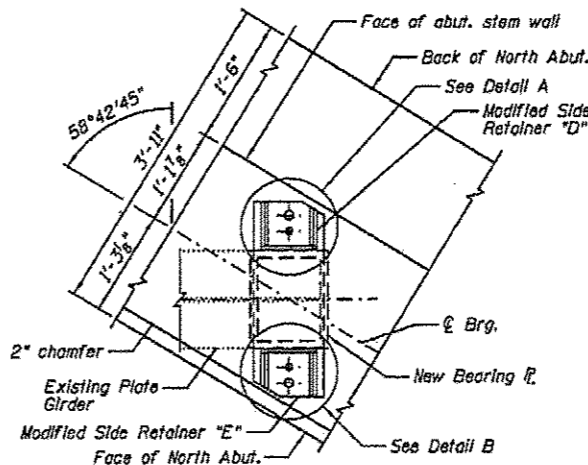 Face of abut. stem wall
Back of North Abut.
See Detail A
Modified Side
Retainer "D"
58°42'45"
1'-6"
3'-11"
1'-1⅞"
1'-3⅛"
℄ Brg.
2" chamfer
New Bearing ℞
Existing Plate
Girder
Modified Side Retainer "E"
See Detail B
Face of North Abut.